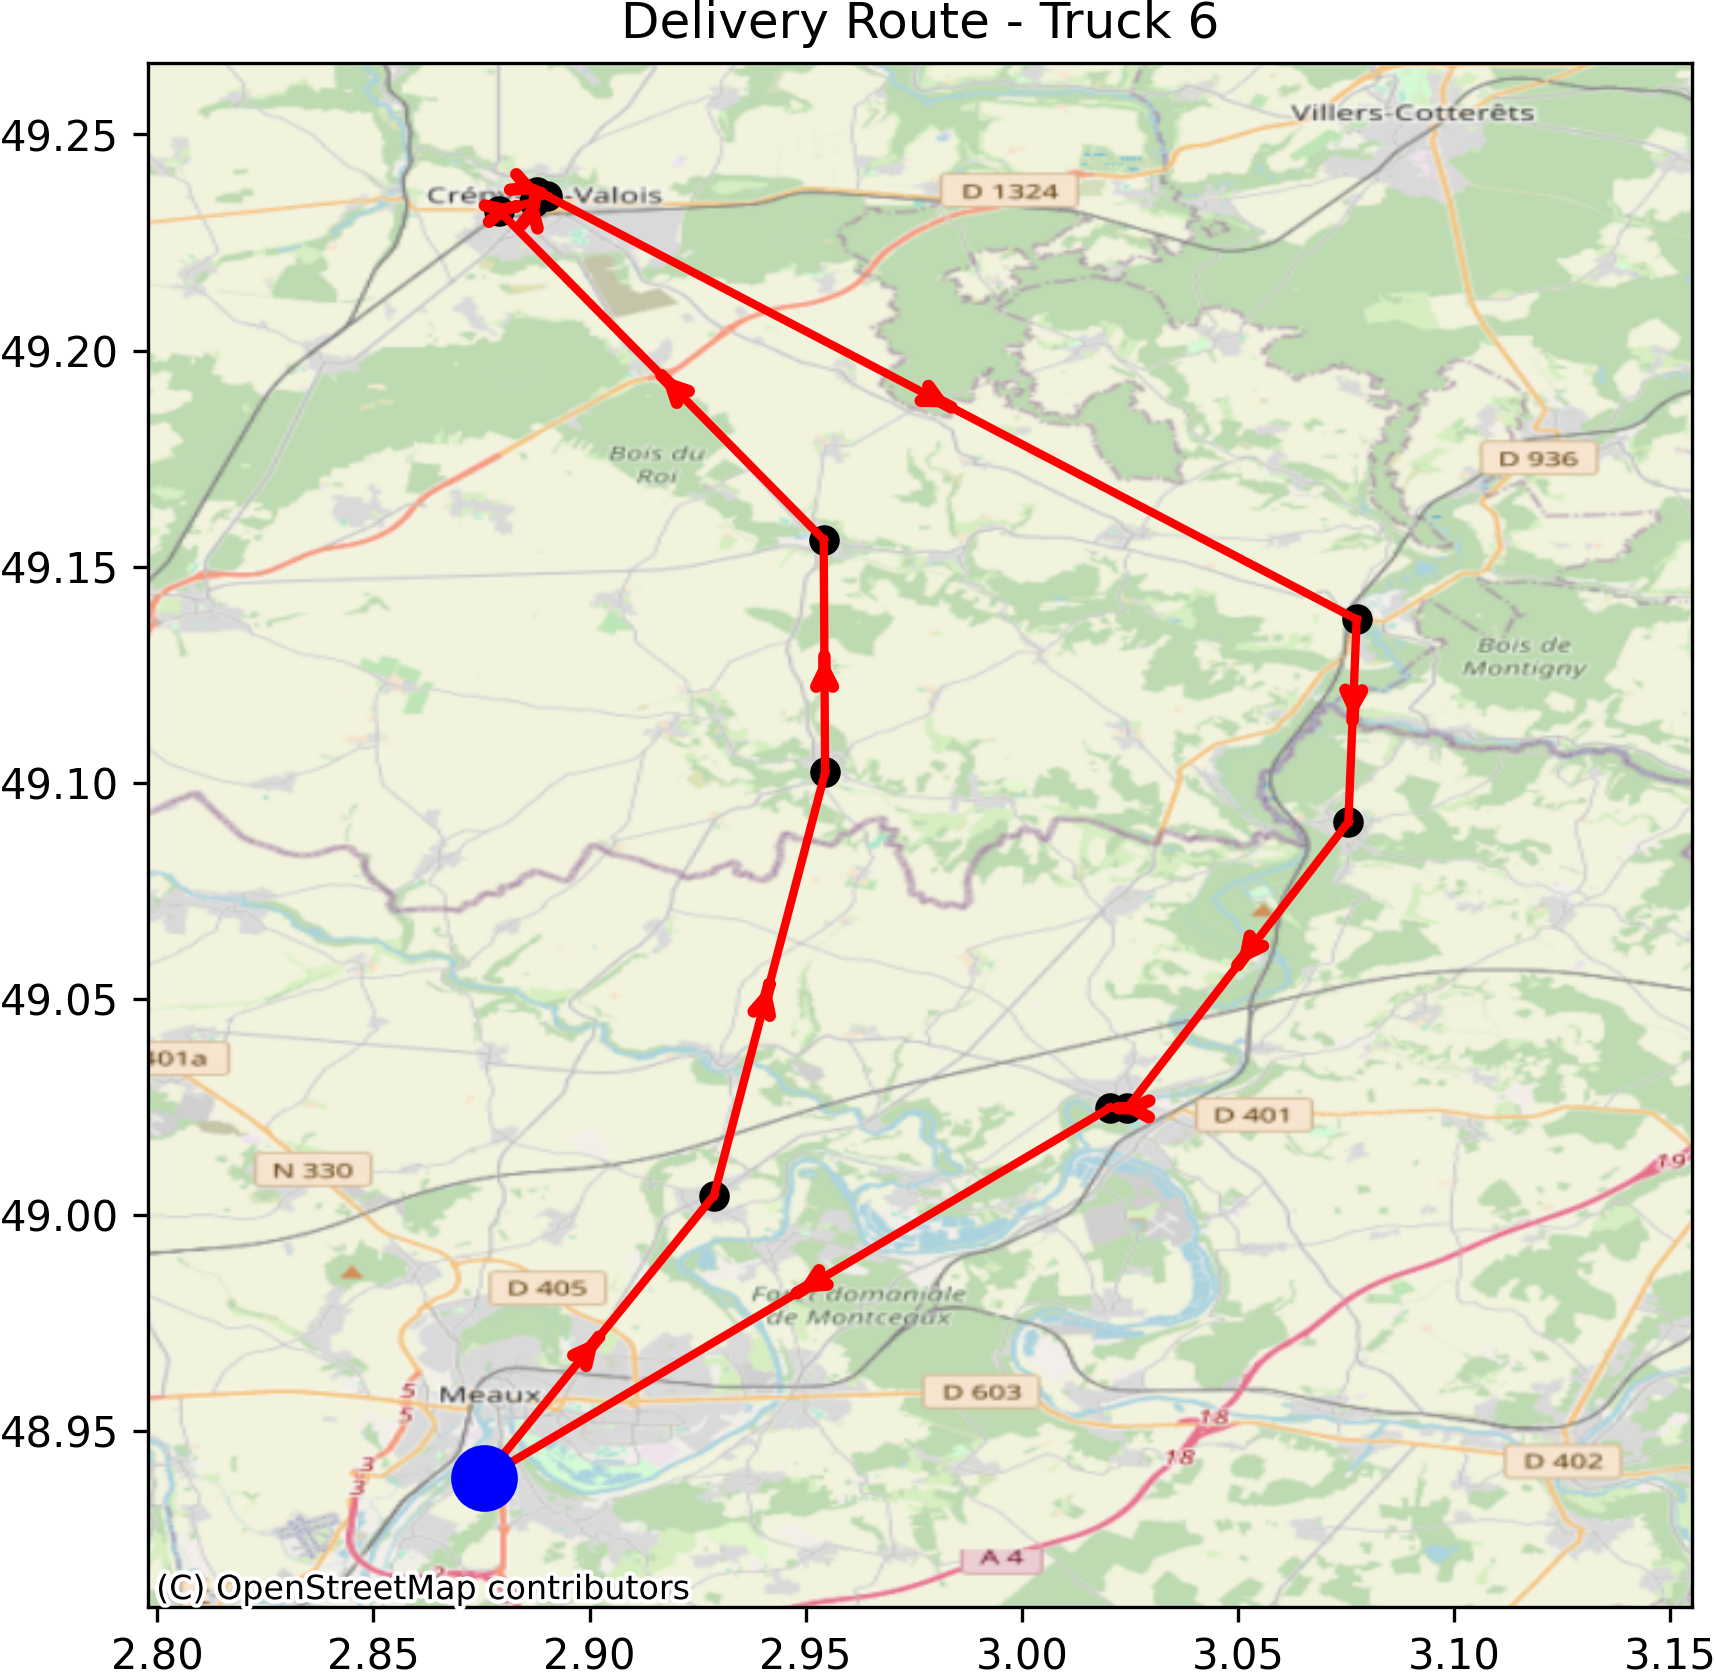 Delivery Route - Truck 6
49.25
49.20
49.15
49.10
49.05
49.00
48.95
2.80
2.85
2.90
2.95
3.00
3.05
3.10
3.15
Villers-Cotterêts
-Valois
D 1324
D 936
Bois du
Roi
Bois de
Montigny
401a
D 401
N 330
19
D 405
Forêt domaniale
de Montceaux
5
5
Meaux
D 603
18
18
3
3
D 402
A 4
(C) OpenStreetMap contributors